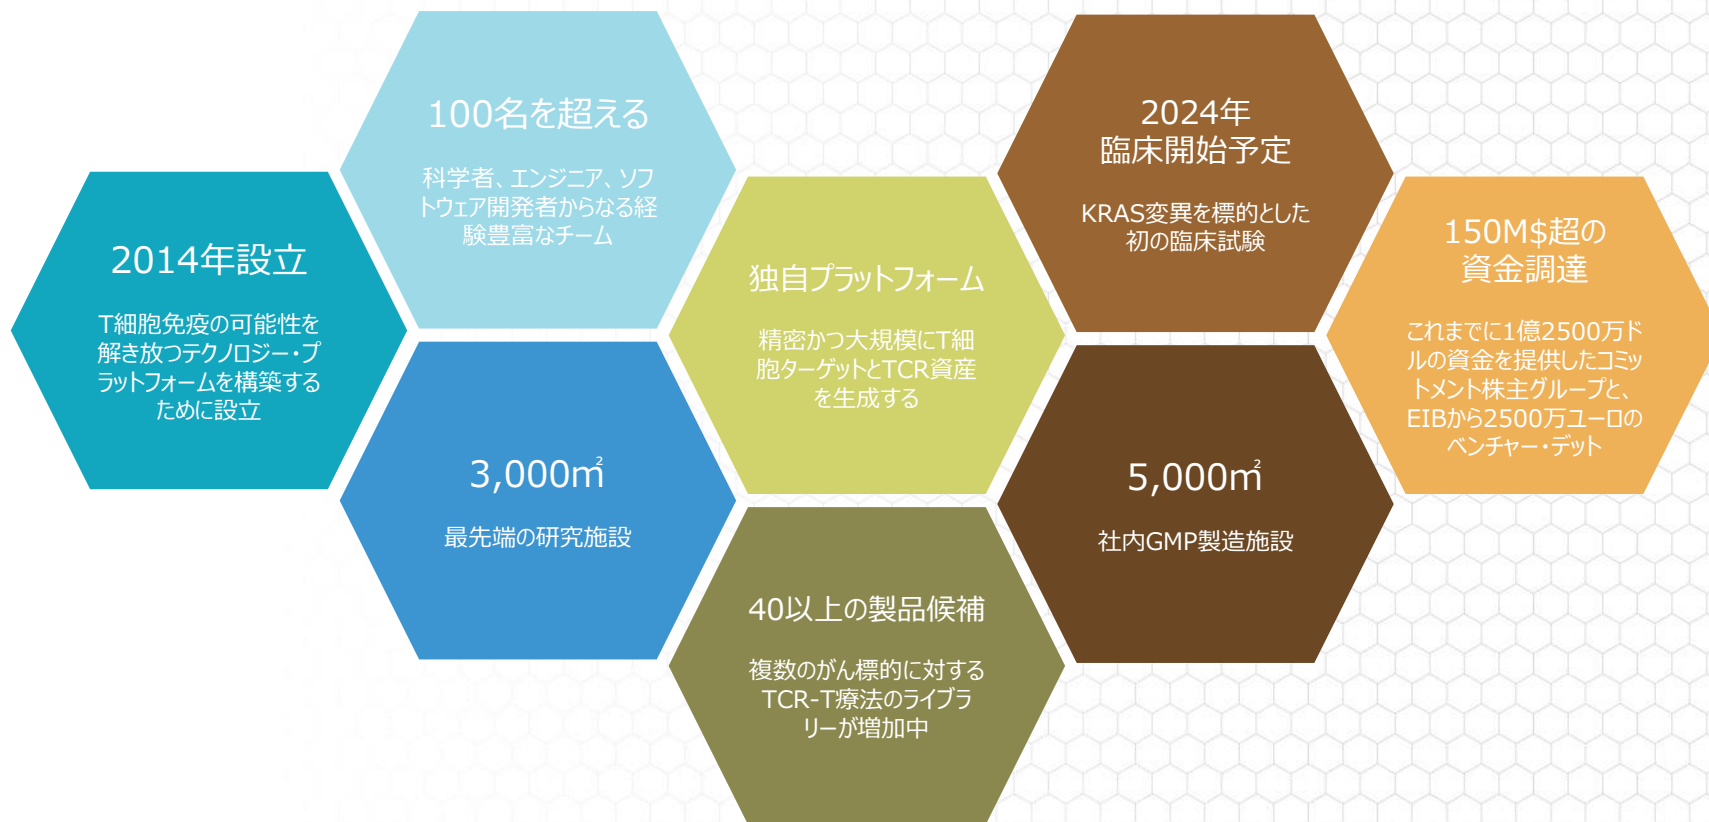 2014年設立
T細胞免疫の可能性を
解き放つテクノロジー・プ
ラットフォームを構築する
ために設立
100名を超える
科学者、エンジニア、ソフ
トウェア開発者からなる経
験豊富なチーム
3,000㎡
最先端の研究施設
独自プラットフォーム
精密かつ大規模にT細
胞ターゲットとTCR資産
を生成する
40以上の製品候補
複数のがん標的に対する
TCR-T療法のライブラ
リーが増加中
2024年
臨床開始予定
KRAS変異を標的とした
初の臨床試験
5,000㎡
社内GMP製造施設
150M$超の
資金調達
これまでに1億2500万ド
ルの資金を提供したコミッ
トメント株主グループと、
EIBから2500万ユーロの
ベンチャー・デット